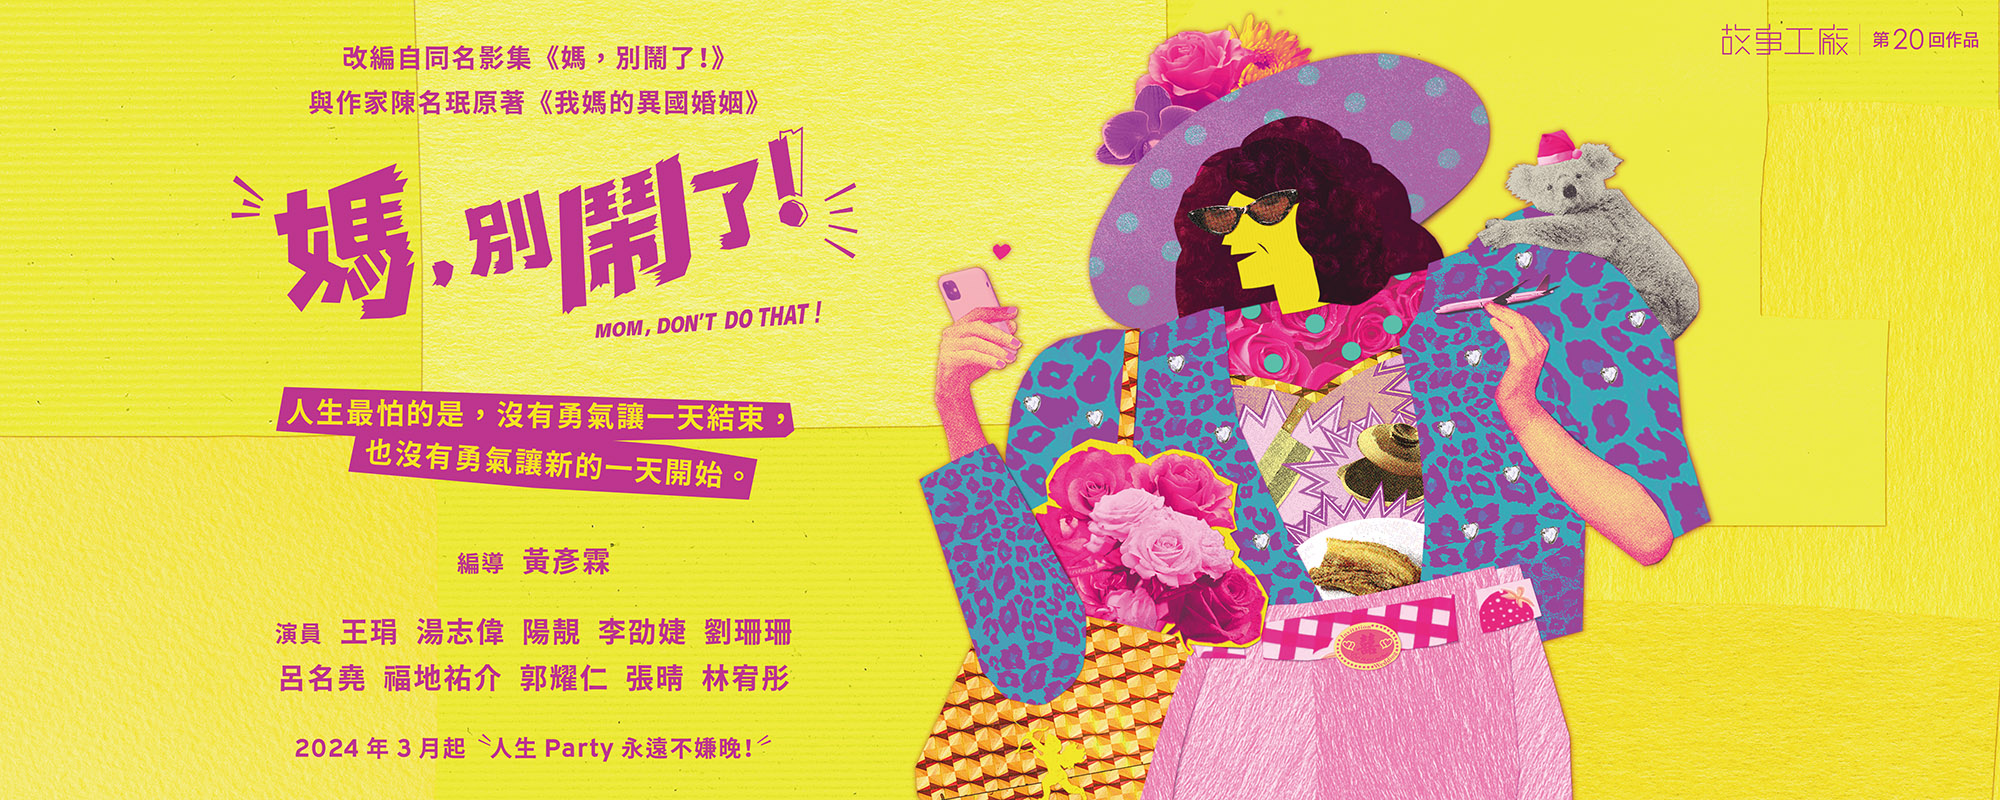 改編自同名影集《媽，別鬧了！》
與作家陳名珉原著《我媽的異國婚姻》
媽，別鬧了！
MOM, DON'T DO THAT !
人生最怕的是，沒有勇氣讓一天結束，
也沒有勇氣讓新的一天開始。
編導 黃彥霖
演員 王琄 湯志偉 陽靚 李劭婕 劉珊珊
呂名堯 福地祐介 郭耀仁 張晴 林宥彤
2024 年 3 月起 人生 Party 永遠不嫌晚！
故事工廠 第 20 回作品
囍